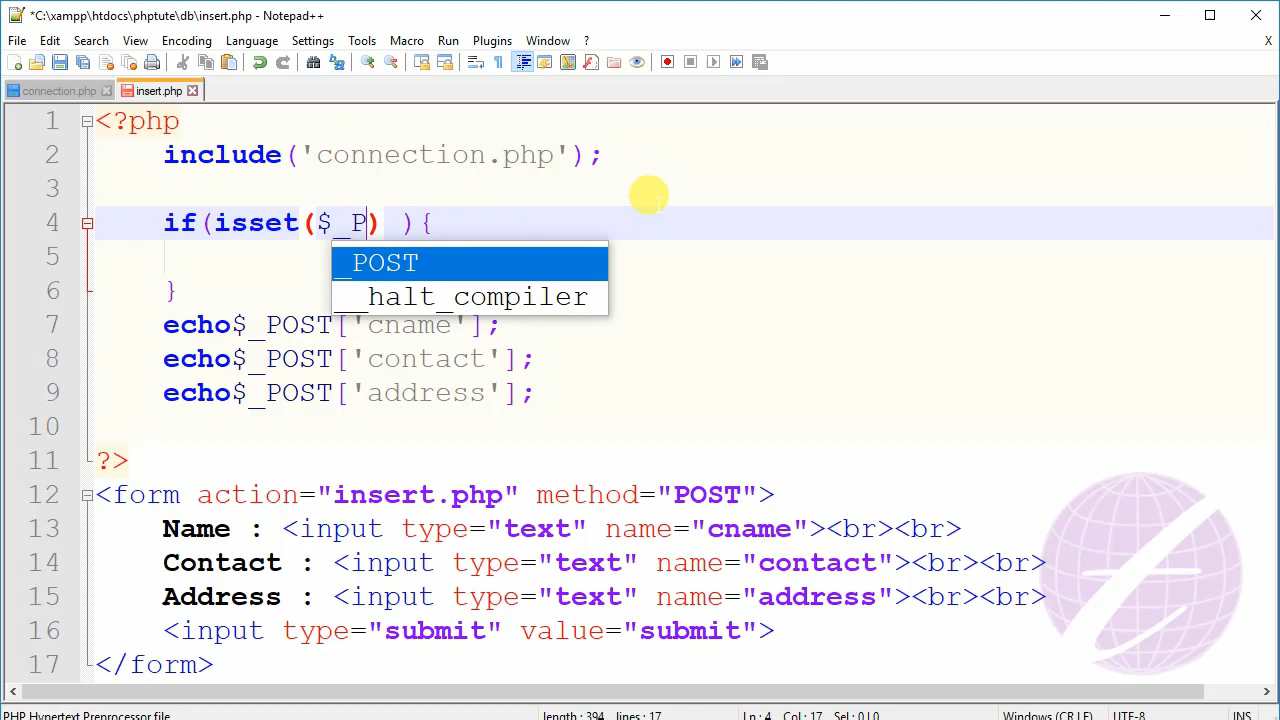 *C:\xampp\htdocs\phptute\db\insert.php - Notepad++
File Edit Search View Encoding Language Settings Tools Macro Run Plugins Window ? X
connection.php insert.php
1 <?php
2 include('connection.php');
3
4 if(isset($_P) ){
5 _POST
6 }
__halt_compiler
7 echo$_POST['cname'];
8 echo$_POST['contact'];
9 echo$_POST['address'];
10
11 ?>
12 <form action="insert.php" method="POST">
13 Name : <input type="text" name="cname"><br><br>
14 Contact : <input type="text" name="contact"><br><br>
15 Address : <input type="text" name="address"><br><br>
16 <input type="submit" value="submit">
17 </form>
PHP Hypertext Preprocessor file length : 394 lines : 17 Ln : 4 Col : 17 Sel : 0 | 0 Windows (CR LF) UTF-8 INS